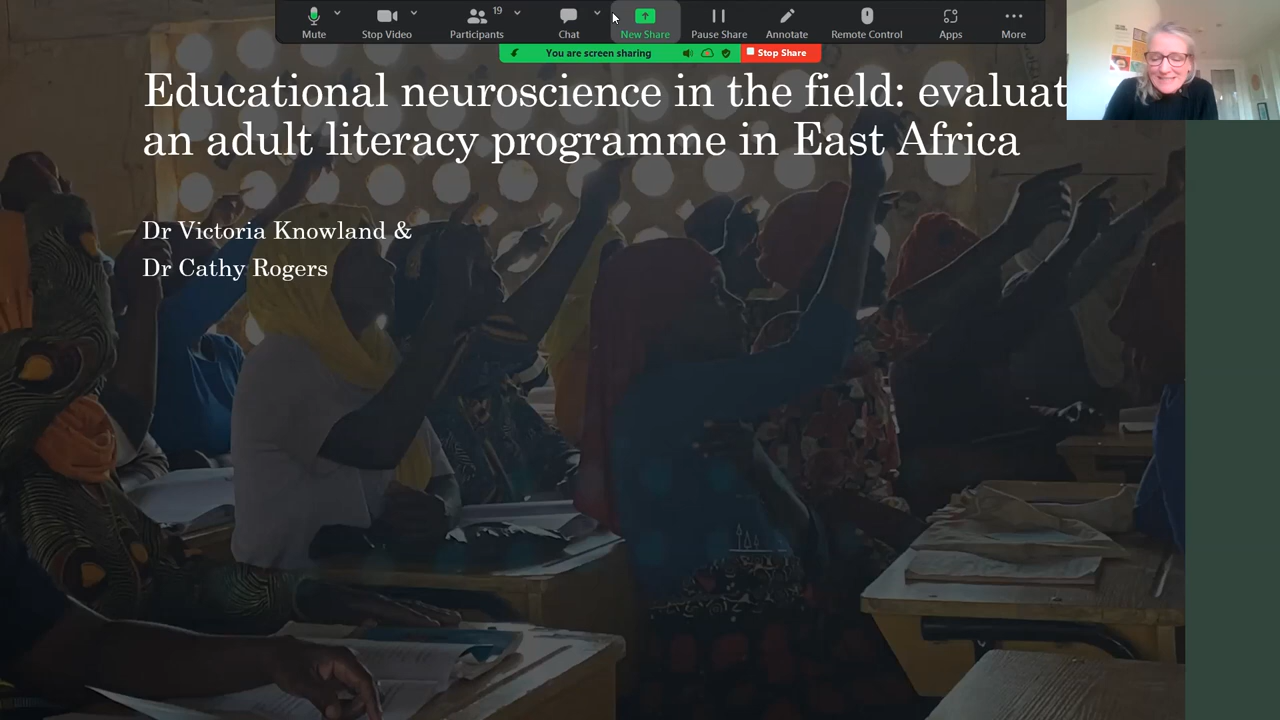 19
Mute
Stop Video
Participants
Chat
New Share
Pause Share
Annotate
Remote Control
Apps
More
You are screen sharing
Stop Share
Educational neuroscience in the field: evaluat
an adult literacy programme in East Africa
Dr Victoria Knowland &
Dr Cathy Rogers